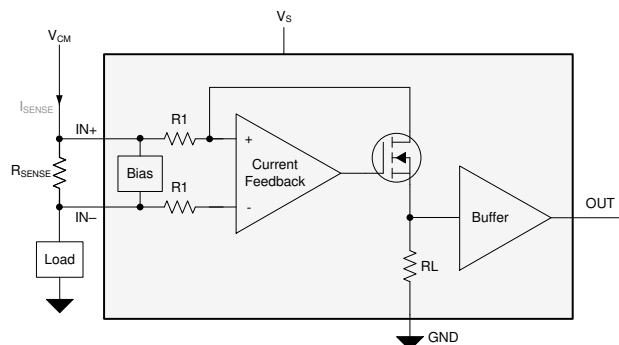 VS
VCM
ISENSE
IN+
R1
+
RSENSE
Bias
Current
Feedback
R1
-
IN–
Buffer
OUT
Load
RL
GND